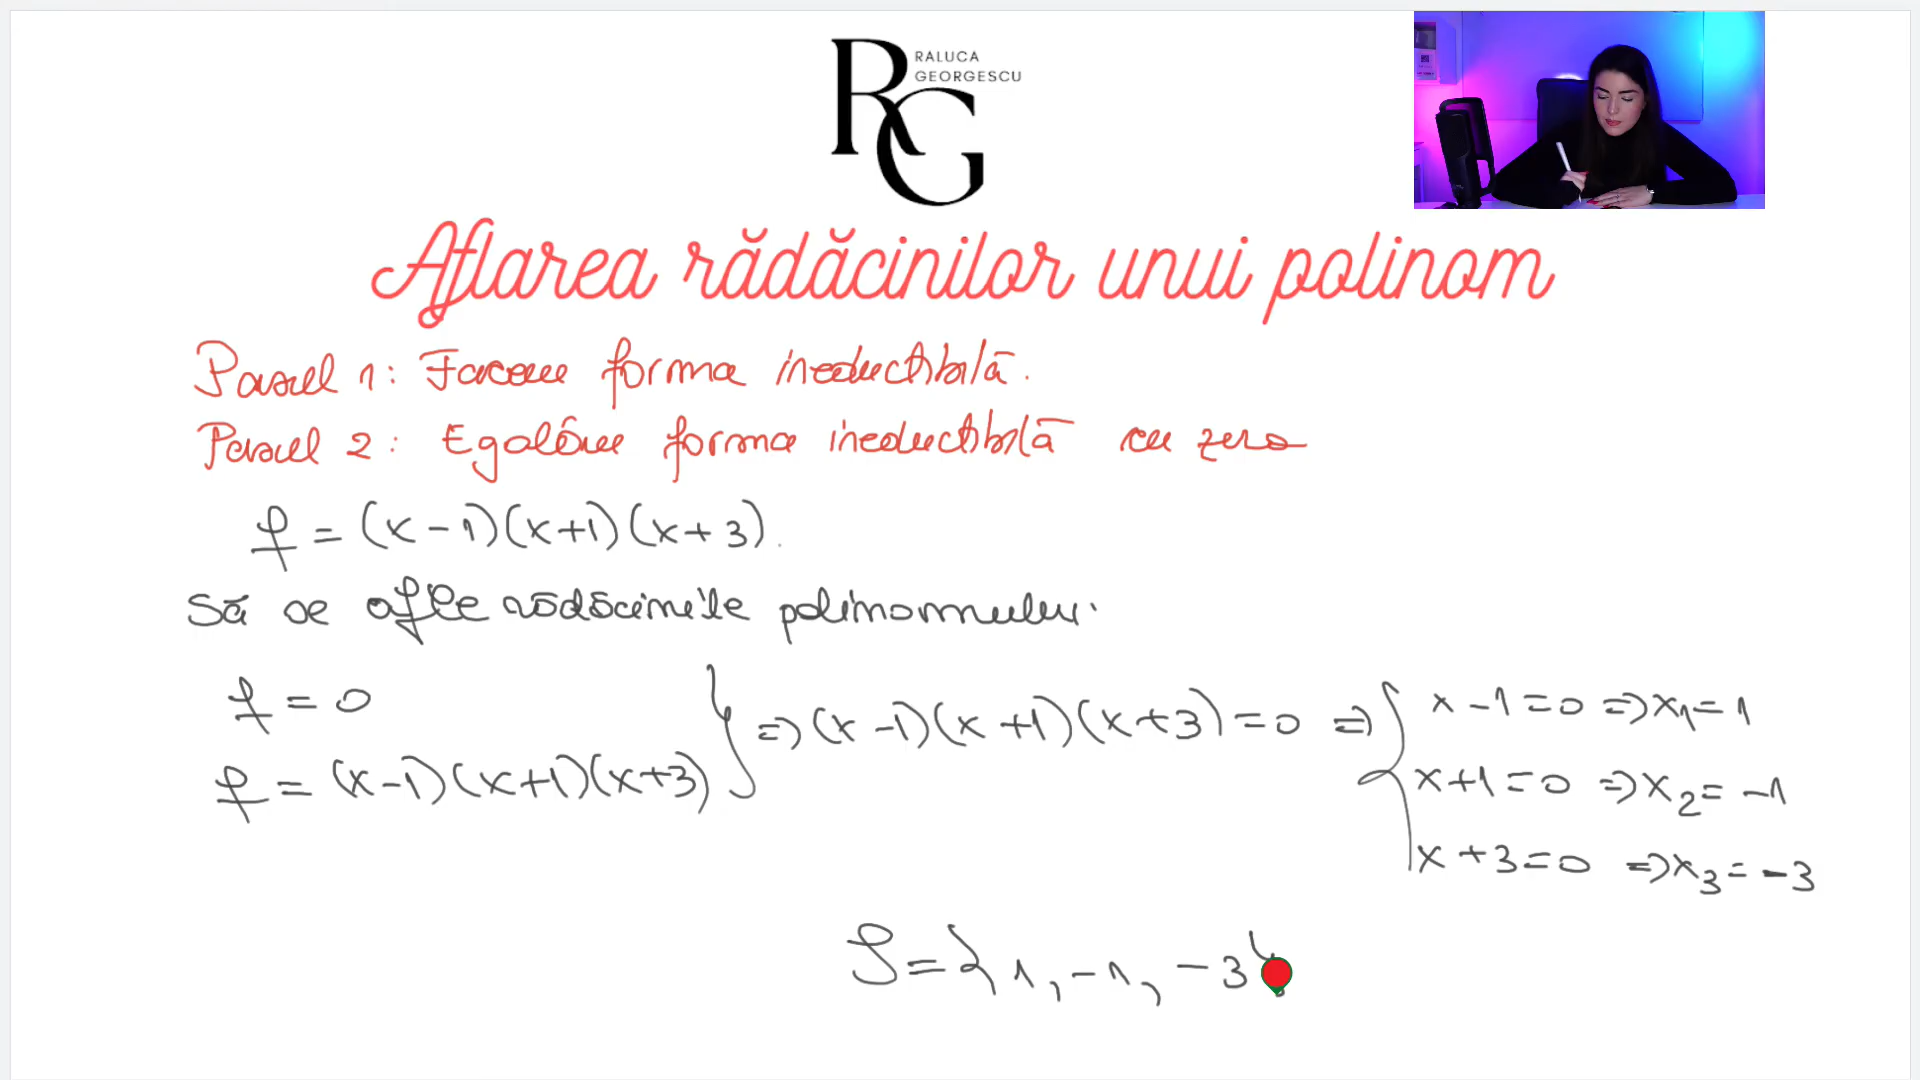 RALUCA
GEORGESCU
RG
Aflarea rădăcinilor unui polinom
Pasul 1: Facem forma ireductibilă.
Pasul 2: Egalăm forma ireductibilă cu zero
f = (x-1)(x+1)(x+3).
Să se afle rădăcinile polinomului.
f = 0
f = (x-1)(x+1)(x+3) } => (x-1)(x+1)(x+3)=0 => {
x-1=0 => x₁=1
x+1=0 => x₂=-1
x+3=0 => x₃=-3
S={1,-1,-3}